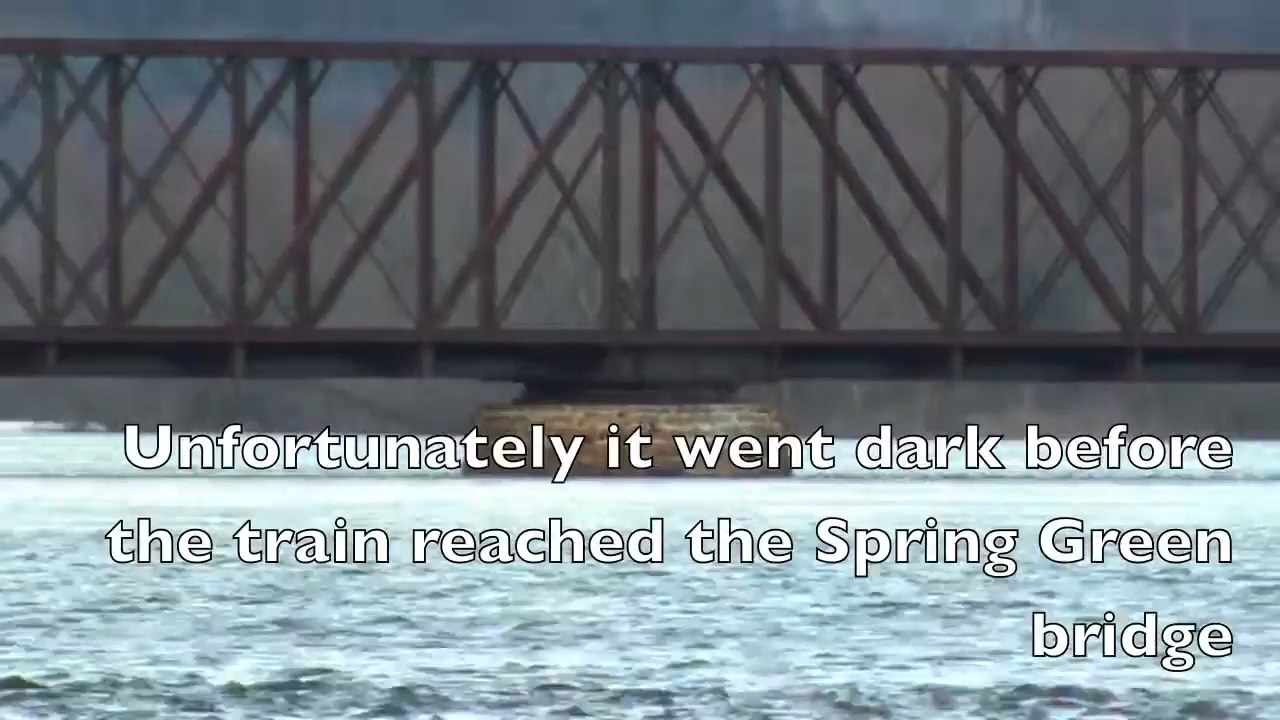 Unfortunately it went dark before
the train reached the Spring Green
bridge